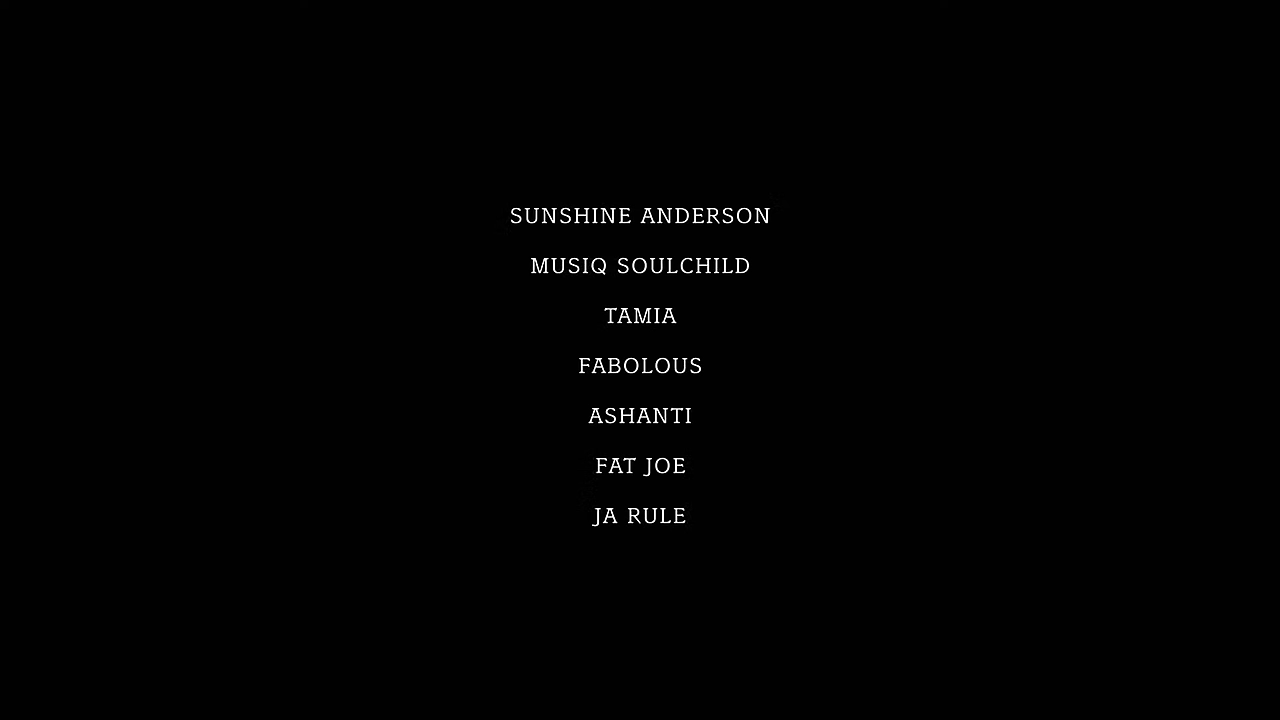 SUNSHINE ANDERSON
MUSIQ SOULCHILD
TAMIA
FABOLOUS
ASHANTI
FAT JOE
JA RULE